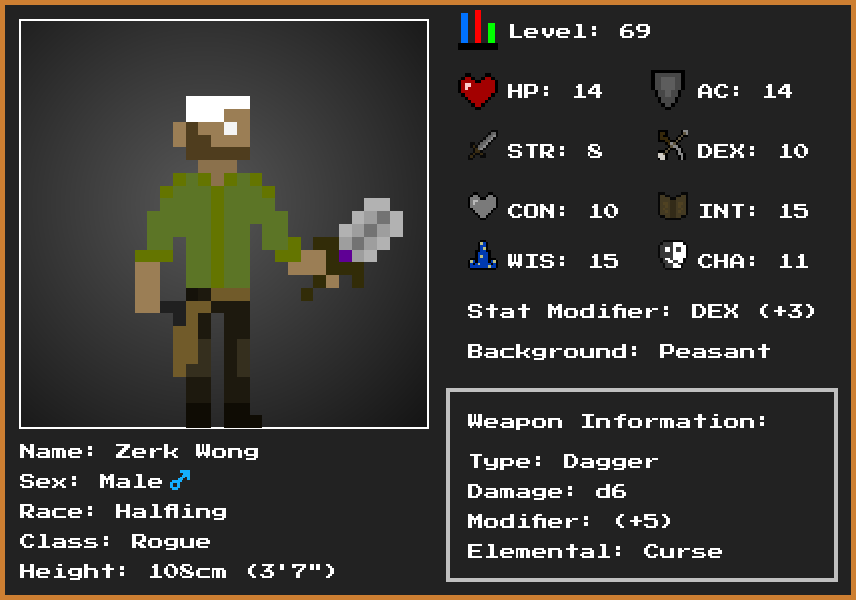 Level: 69
HP: 14
AC: 14
STR: 8
DEX: 10
CON: 10
INT: 15
WIS: 15
CHA: 11
Stat Modifier: DEX (+3)
Background: Peasant
Weapon Information:
Type: Dagger
Damage: d6
Modifier: (+5)
Elemental: Curse
Name: Zerk Wong
Sex: Male ♂
Race: Halfling
Class: Rogue
Height: 108cm (3'7")